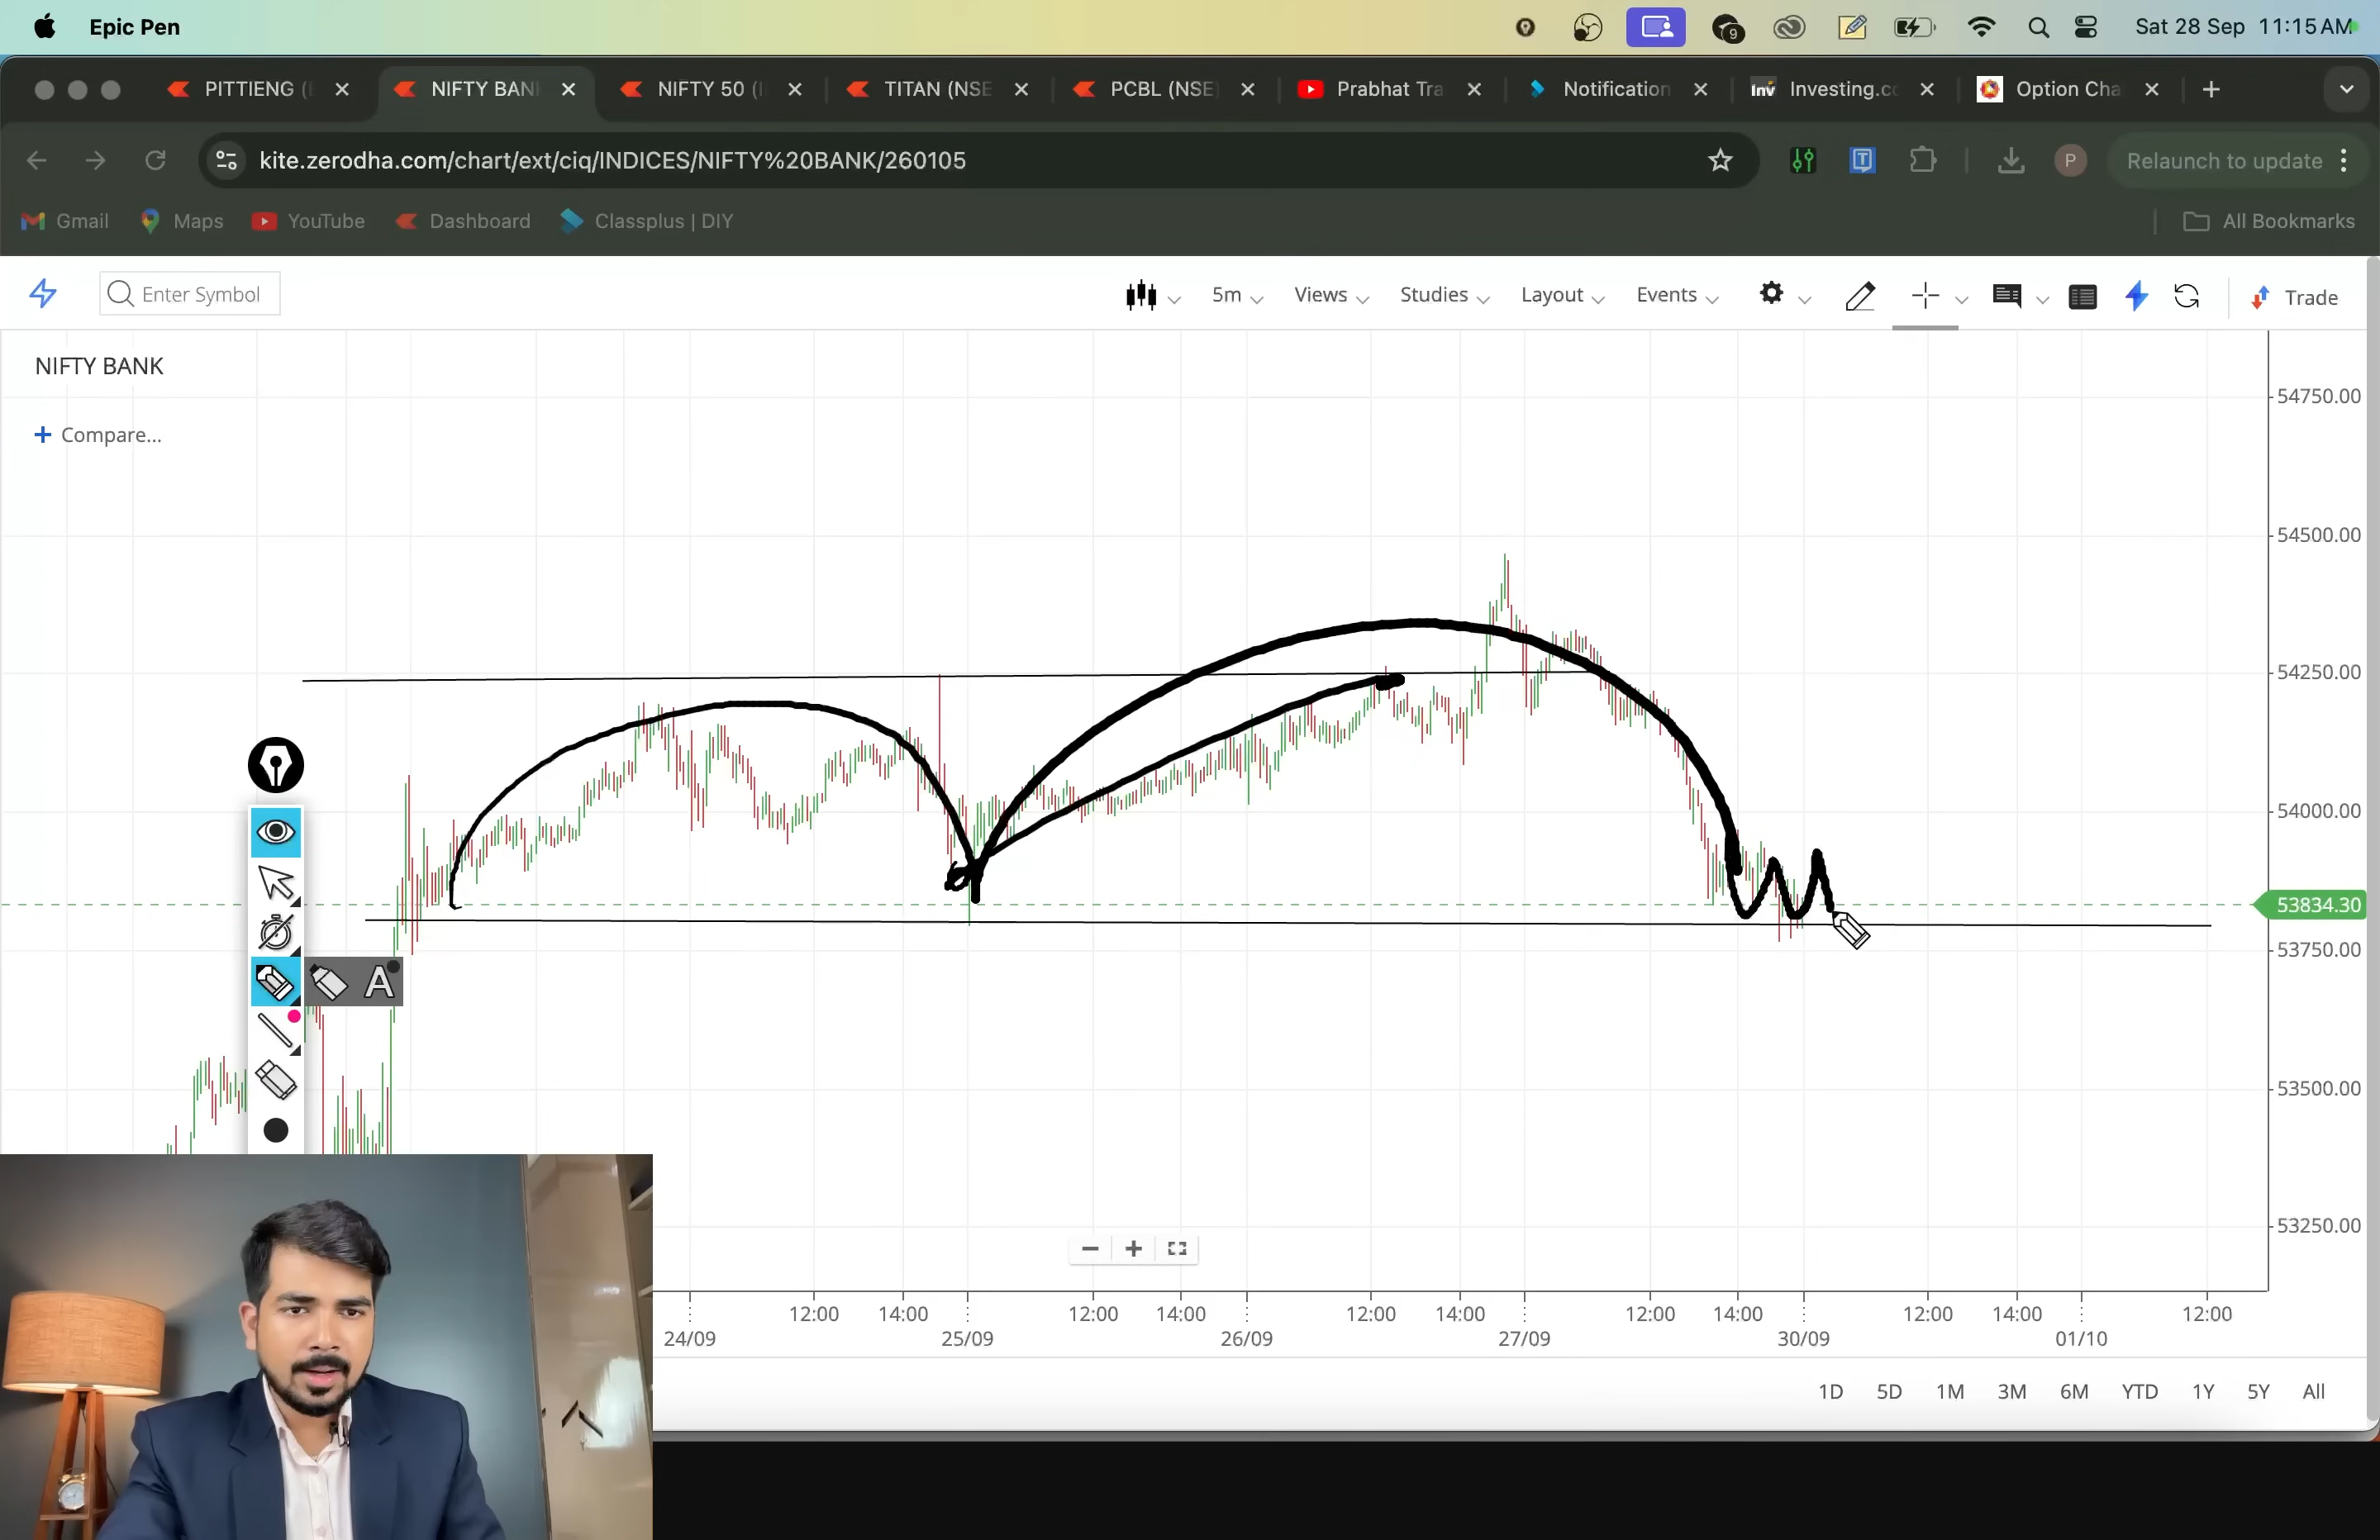 Epic Pen
9
Sat 28 Sep 11:15 AM
PITTIENG (
NIFTY BAN
NIFTY 50 (I
TITAN (NSE
PCBL (NSE)
Prabhat Tra
Notification
Inv Investing.c
Option Cha
kite.zerodha.com/chart/ext/ciq/INDICES/NIFTY%20BANK/260105
T
P
Relaunch to update
Gmail
Maps
YouTube
Dashboard
Classplus | DIY
All Bookmarks
Enter Symbol
5m
Views
Studies
Layout
Events
Trade
NIFTY BANK
+ Compare...
54750.00
54500.00
54250.00
54000.00
53834.30
53750.00
53500.00
53250.00
A
12:00 14:00 12:00 14:00 12:00 14:00 12:00 14:00 12:00 14:00 12:00
24/09 25/09 26/09 27/09 30/09 01/10
1D 5D 1M 3M 6M YTD 1Y 5Y All